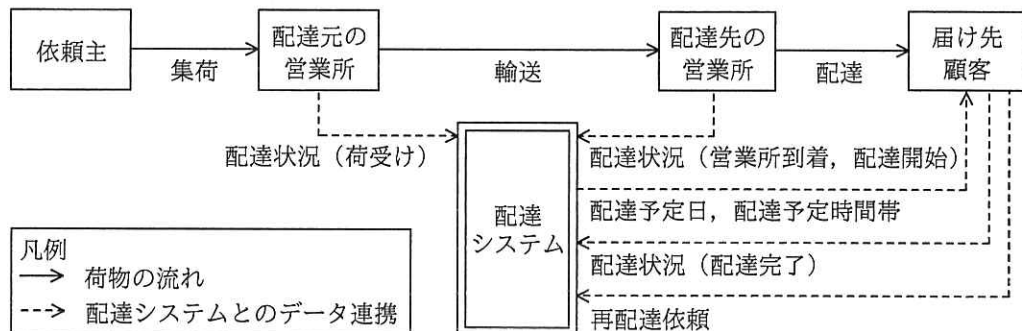 依頼主
集荷
配達元の
営業所
輸送
配達先の
営業所
配達
届け先
顧客
配達状況（荷受け）
配達状況（営業所到着，配達開始）
配達予定日，配達予定時間帯
配達
システム
配達状況（配達完了）
再配達依頼
凡例
荷物の流れ
配達システムとのデータ連携